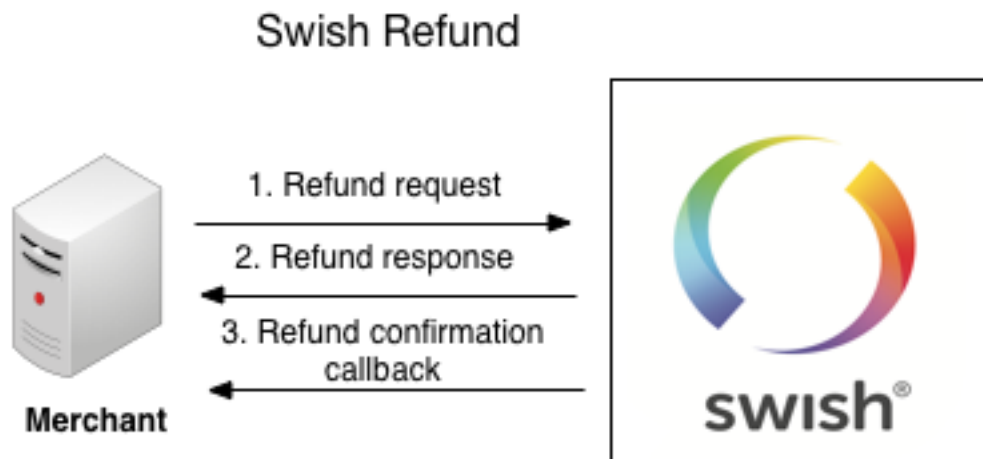 Swish Refund
1. Refund request
2. Refund response
3. Refund confirmation
callback
Merchant
swish®